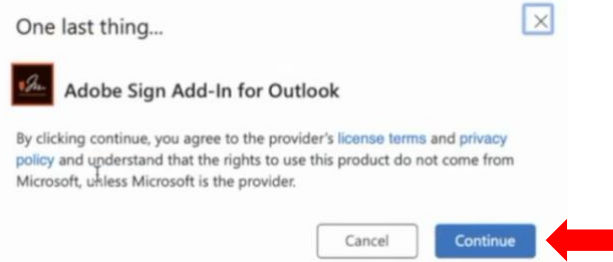 One last thing...
Adobe Sign Add-In for Outlook
By clicking continue, you agree to the provider's license terms and privacy
policy and understand that the rights to use this product do not come from
Microsoft, unless Microsoft is the provider.
Cancel Continue